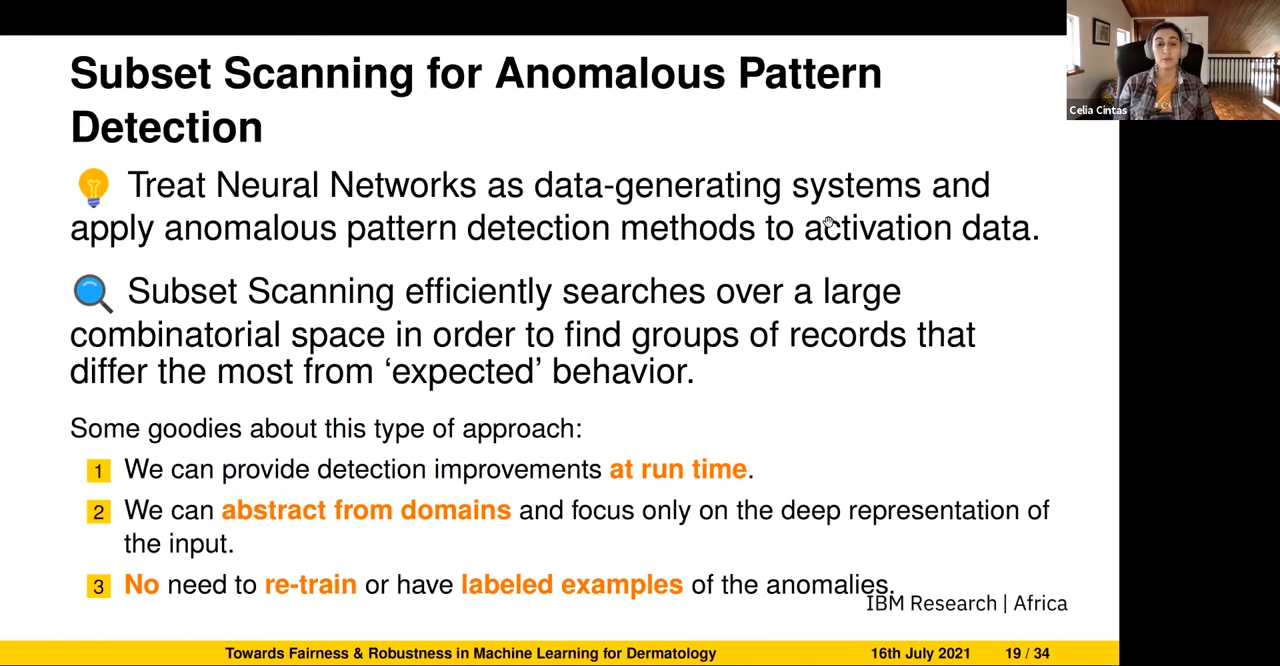 Subset Scanning for Anomalous Pattern
Detection
Treat Neural Networks as data-generating systems and
apply anomalous pattern detection methods to activation data.
Subset Scanning efficiently searches over a large
combinatorial space in order to find groups of records that
differ the most from ‘expected’ behavior.
Some goodies about this type of approach:
1 We can provide detection improvements at run time.
2 We can abstract from domains and focus only on the deep representation of
the input.
3 No need to re-train or have labeled examples of the anomalies.
IBM Research | Africa
Towards Fairness & Robustness in Machine Learning for Dermatology 16th July 2021 19 / 34
Celia Cintas